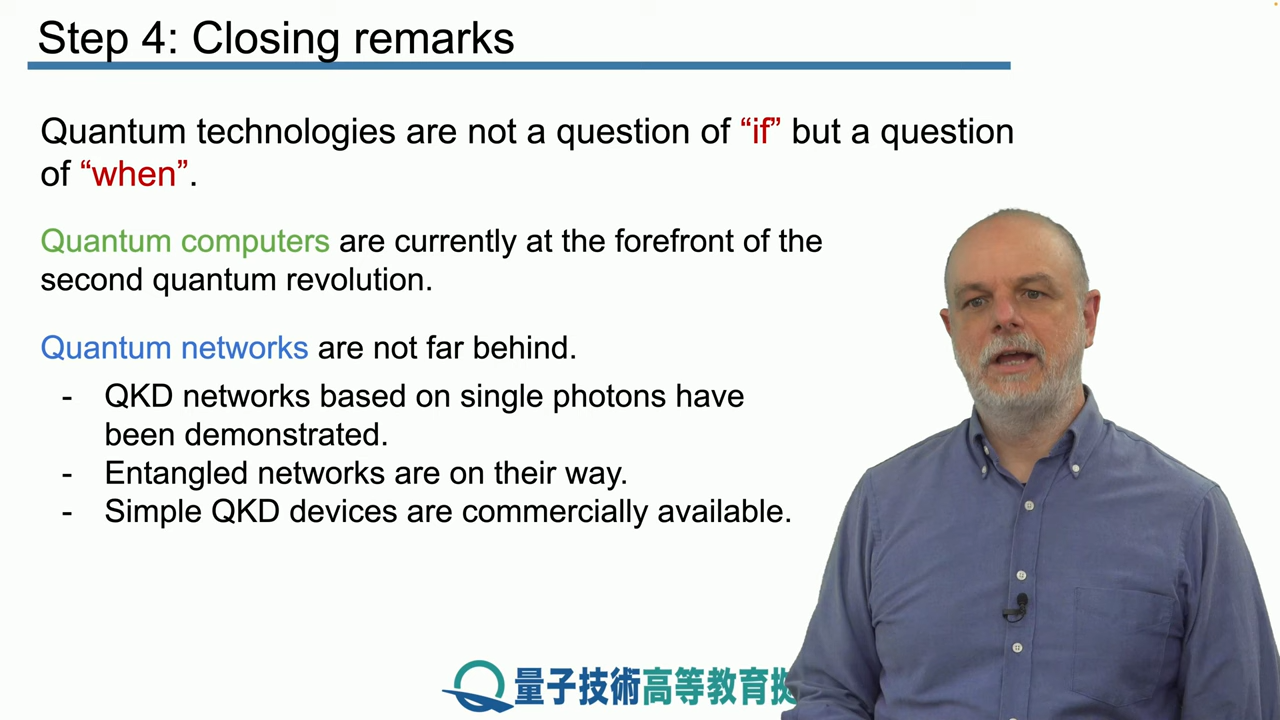 Step 4: Closing remarks
Quantum technologies are not a question of “if” but a question
of “when”.
Quantum computers are currently at the forefront of the
second quantum revolution.
Quantum networks are not far behind.
- QKD networks based on single photons have
been demonstrated.
- Entangled networks are on their way.
- Simple QKD devices are commercially available.
量子技術高等教育拠